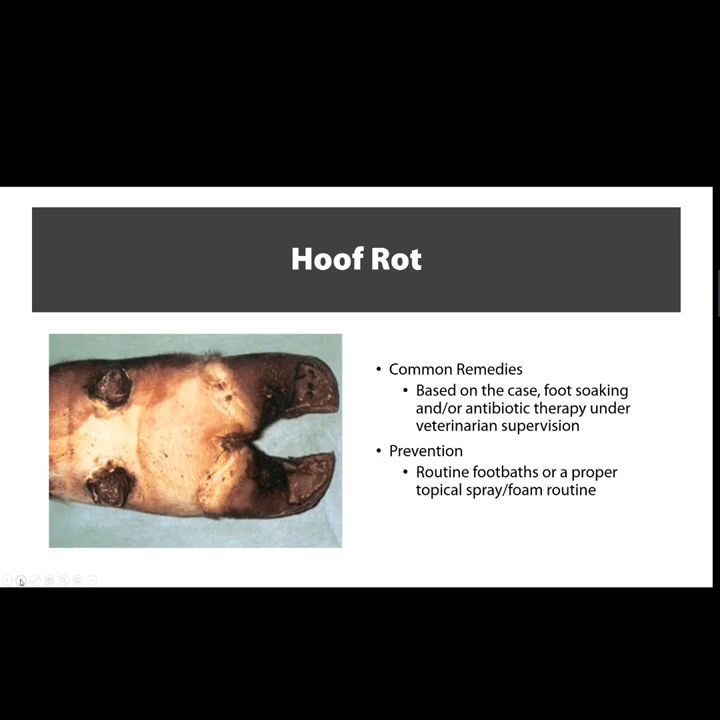 Hoof Rot
• Common Remedies
• Based on the case, foot soaking
and/or antibiotic therapy under
veterinarian supervision
• Prevention
• Routine footbaths or a proper
topical spray/foam routine